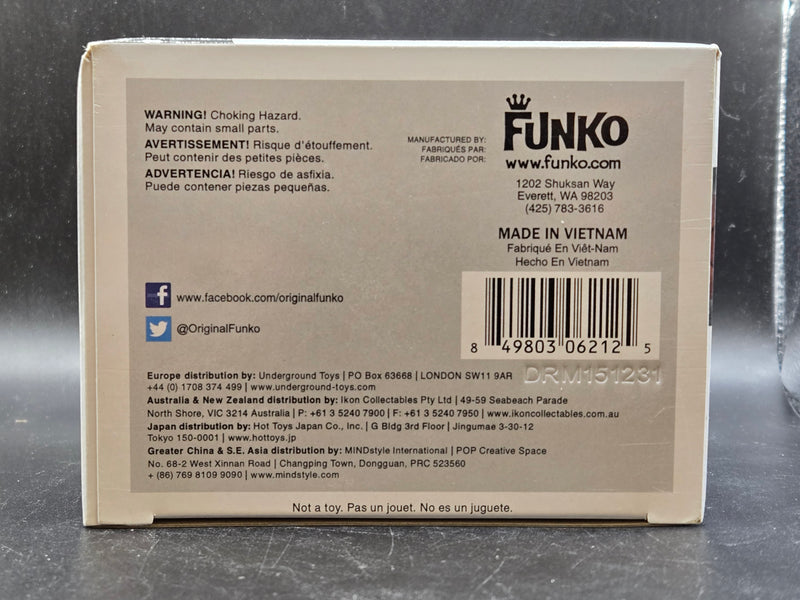 WARNING! Choking Hazard.
May contain small parts.
AVERTISSEMENT! Risque d'étouffement.
Peut contenir des petites pièces.
ADVERTENCIA! Riesgo de asfixia.
Puede contener piezas pequeñas.
MANUFACTURED BY:
FABRIQUÉS PAR:
FABRICADO POR:
FUNKO
www.funko.com
1202 Shuksan Way
Everett, WA 98203
(425) 783-3616
MADE IN VIETNAM
Fabriqué En Viêt-Nam
Hecho En Vietnam
f www.facebook.com/originalfunko
@OriginalFunko
8 49803 06212 5
DRM151231
Europe distribution by: Underground Toys | PO Box 63668 | LONDON SW11 9AR
+44 (0) 1708 374 499 | www.underground-toys.com
Australia & New Zealand distribution by: Ikon Collectables Pty Ltd | 49-59 Seabeach Parade
North Shore, VIC 3214 Australia | P: +61 3 5240 7900 | F: +61 3 5240 7950 | www.ikoncollectables.com.au
Japan distribution by: Hot Toys Japan Co., Inc. | G Bldg 3rd Floor | Jingumae 3-30-12
Tokyo 150-0001 | www.hottoys.jp
Greater China & S.E. Asia distribution by: MINDstyle International | POP Creative Space
No. 68-2 West Xinnan Road | Changping Town, Dongguan, PRC 523560
+ (86) 769 8109 9090 | www.mindstyle.com
Not a toy. Pas un jouet. No es un juguete.